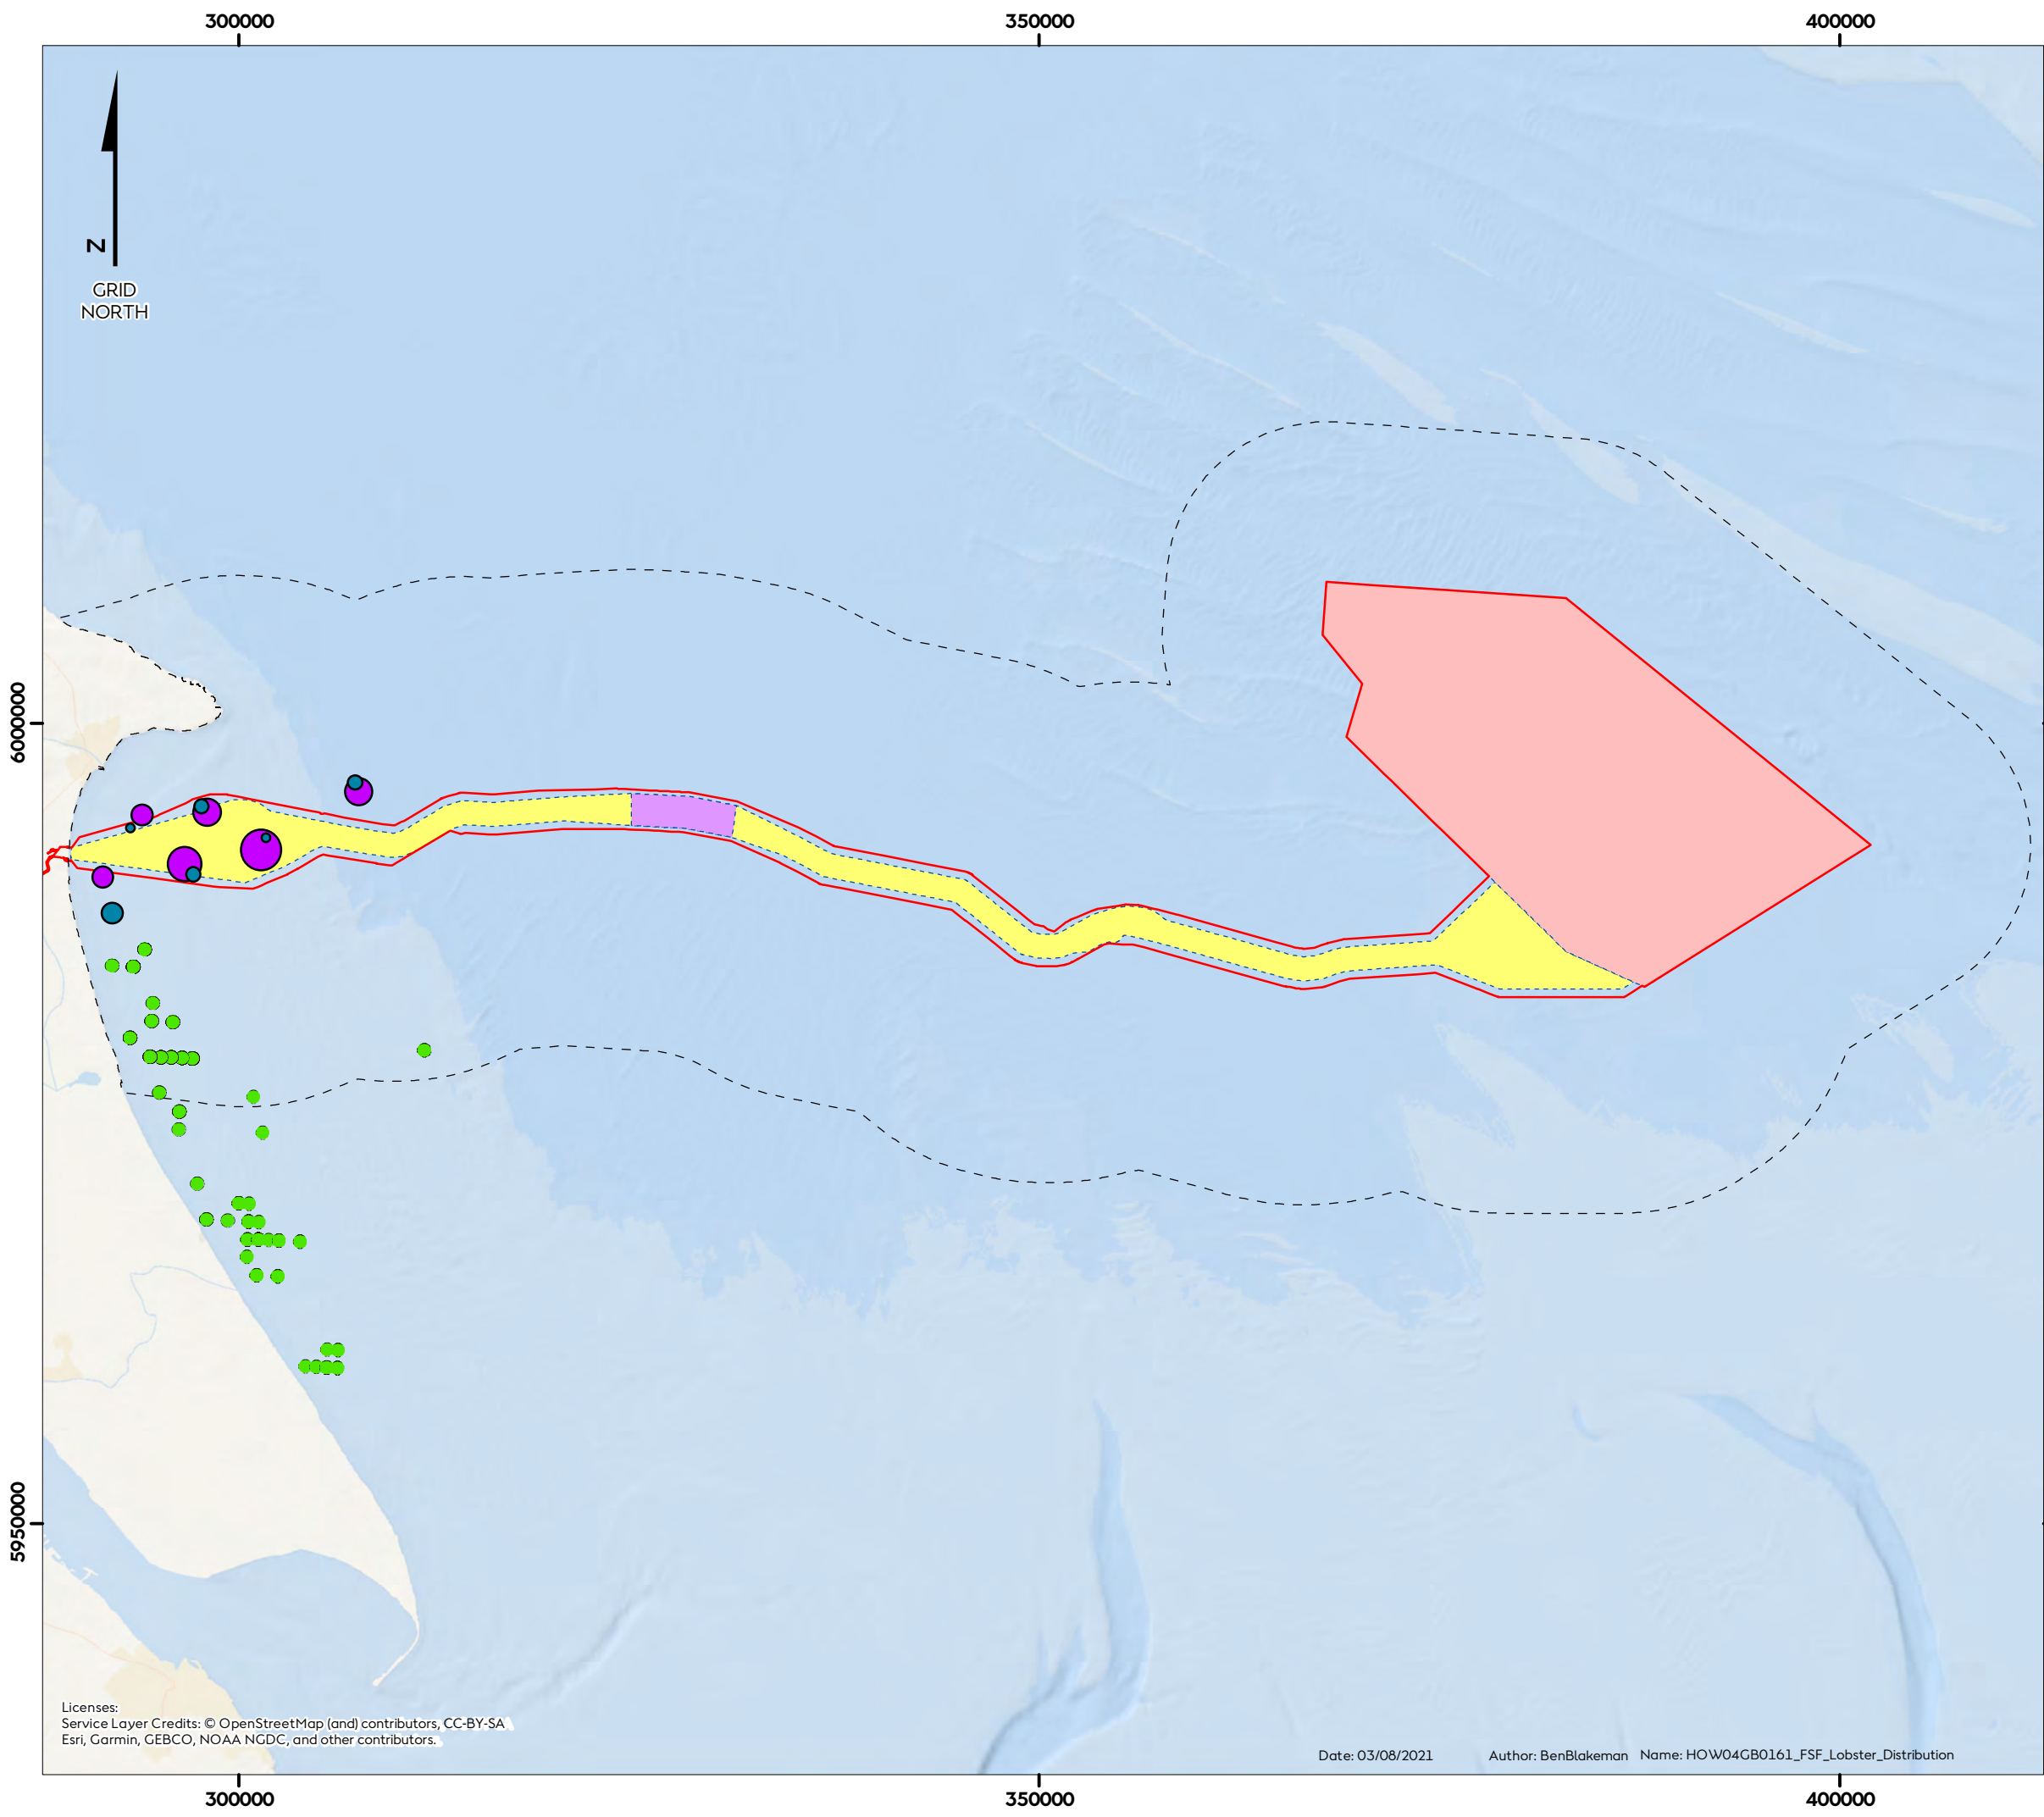 300000
350000
400000
N
GRID
NORTH
6000000
5950000
Licenses:
Service Layer Credits: © OpenStreetMap (and) contributors, CC-BY-SA
Esri, Garmin, GEBCO, NOAA NGDC, and other contributors.
Date: 03/08/2021 Author: BenBlakeman Name: HOW04GB0161_FSF_Lobster_Distribution
300000
350000
400000